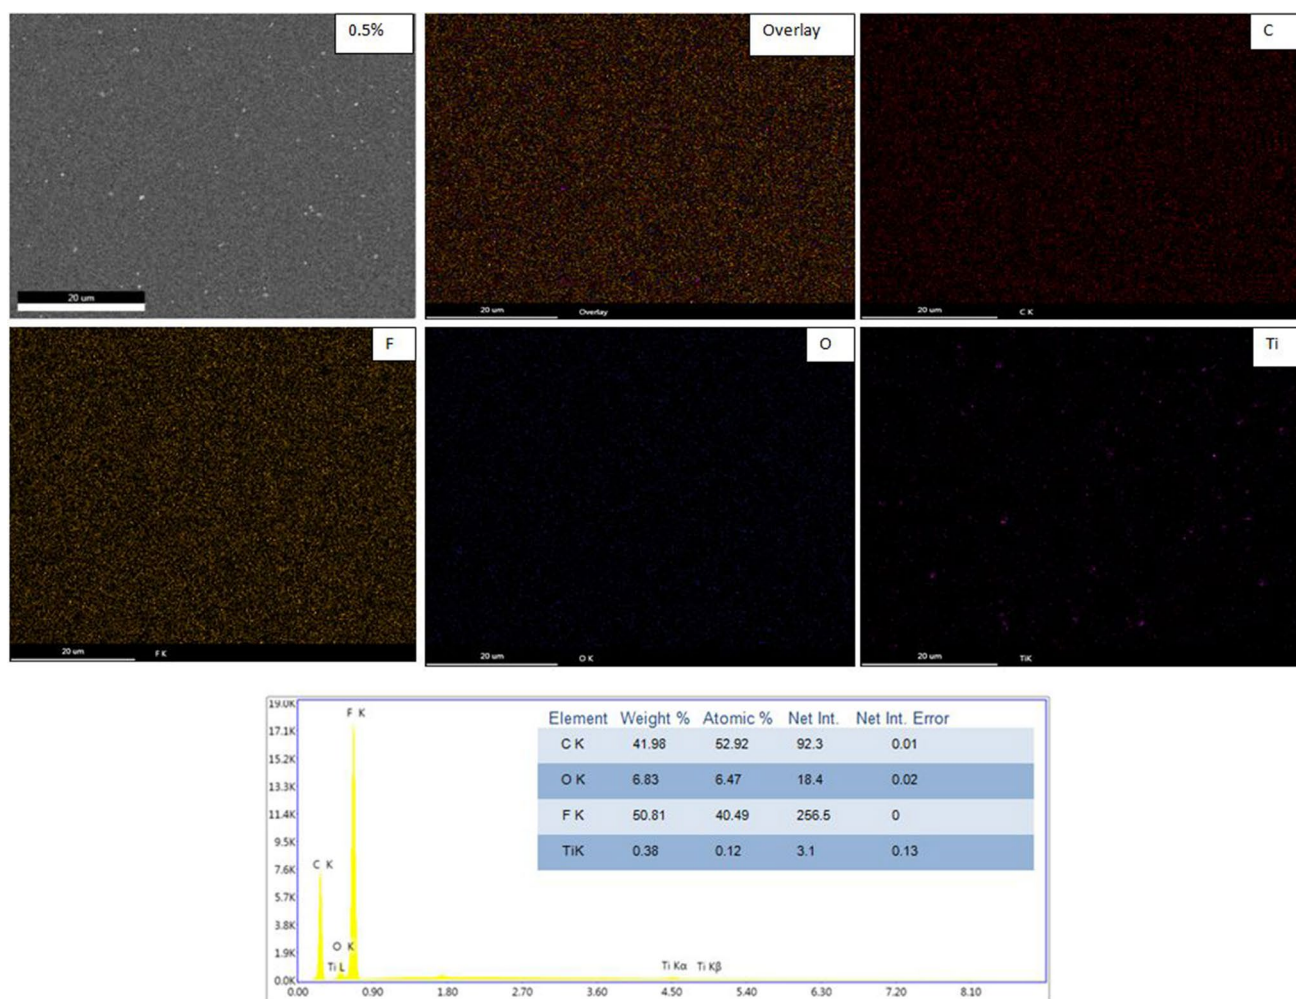 0.5%
20 um
Overlay
20 um Overlay
C
20 um C K
F
20 um F K
O
20 um O K
Ti
20 um TiK
19.0K
17.1K
15.2K
13.3K
11.4K
9.5K
7.6K
5.7K
3.8K
1.9K
0.0K
F K
C K
O K
Ti L
Ti Kα Ti Kβ
0.00 0.90 1.80 2.70 3.60 4.50 5.40 6.30 7.20 8.10
Element Weight % Atomic % Net Int. Net Int. Error
C K 41.98 52.92 92.3 0.01
O K 6.83 6.47 18.4 0.02
F K 50.81 40.49 256.5 0
TiK 0.38 0.12 3.1 0.13